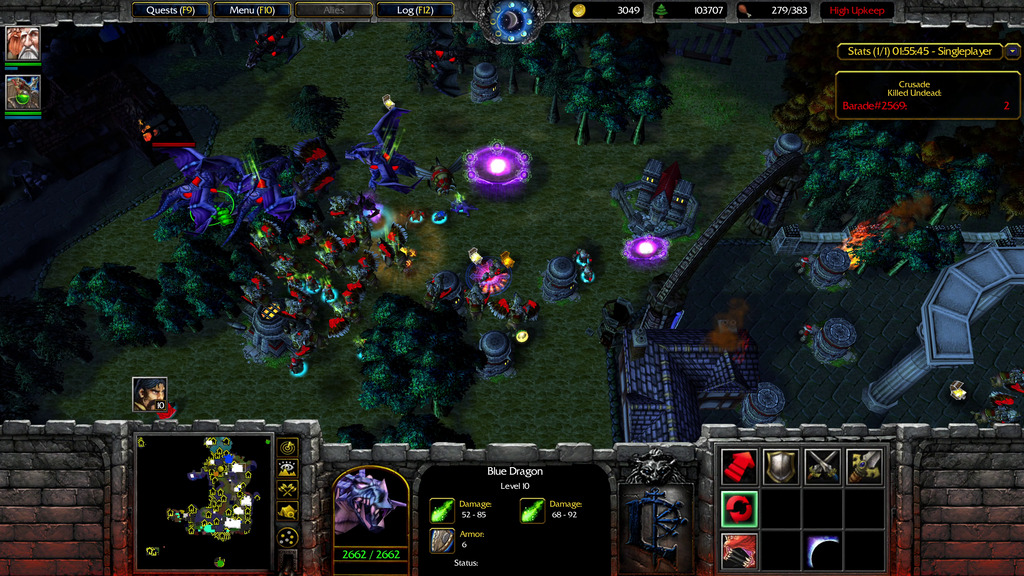 Quests (F9)
Menu (F10)
Allies
Log (F12)
3049
103707
279/383
High Upkeep
Stats (1/1) 01:55:45 - Singleplayer
Crusade
Killed Undead:
Barade#2569:
2
10
Blue Dragon
Level 10
Damage:
52 - 85
Damage:
68 - 92
Armor:
6
Status:
2662 / 2662